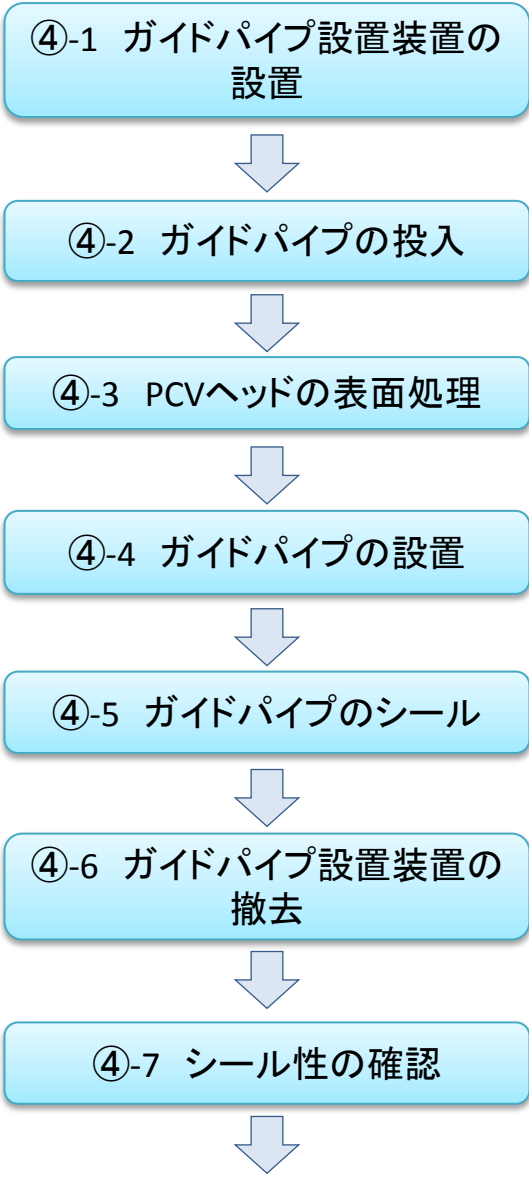 ④-1 ガイドパイプ設置装置の
設置
④-2 ガイドパイプの投入
④-3 PCVヘッドの表面処理
④-4 ガイドパイプの設置
④-5 ガイドパイプのシール
④-6 ガイドパイプ設置装置の
撤去
④-7 シール性の確認